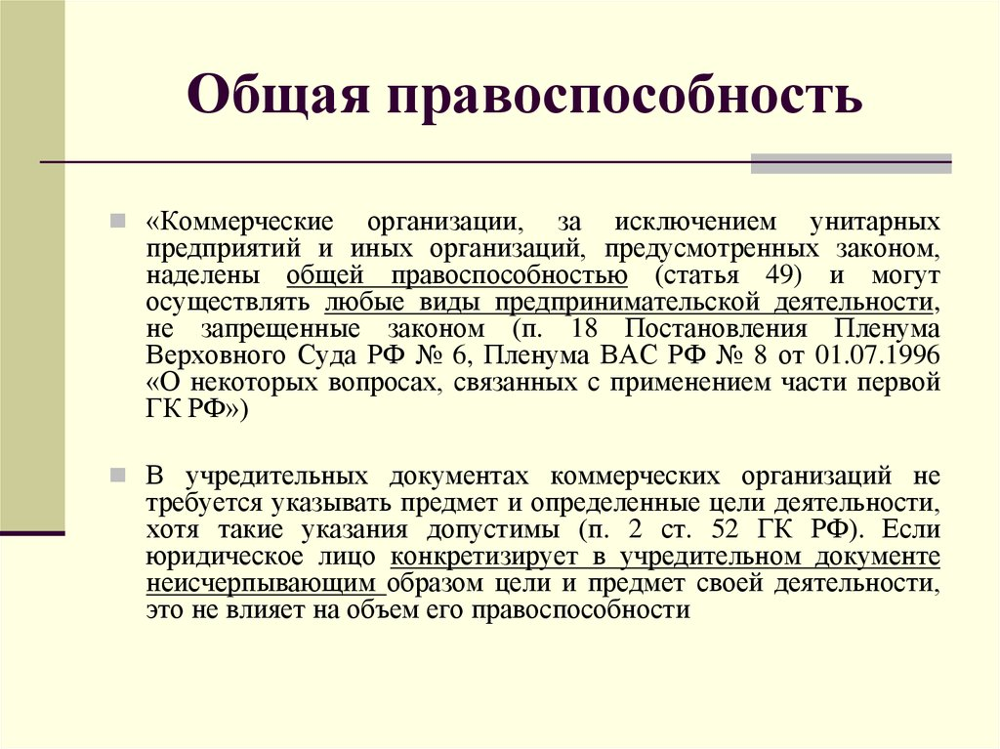 Общая правоспособность
«Коммерческие организации, за исключением унитарных
предприятий и иных организаций, предусмотренных законом,
наделены общей правоспособностью (статья 49) и могут
осуществлять любые виды предпринимательской деятельности,
не запрещенные законом (п. 18 Постановления Пленума
Верховного Суда РФ № 6, Пленума ВАС РФ № 8 от 01.07.1996
«О некоторых вопросах, связанных с применением части первой
ГК РФ»)
В учредительных документах коммерческих организаций не
требуется указывать предмет и определенные цели деятельности,
хотя такие указания допустимы (п. 2 ст. 52 ГК РФ). Если
юридическое лицо конкретизирует в учредительном документе
неисчерпывающим образом цели и предмет своей деятельности,
это не влияет на объем его правоспособности